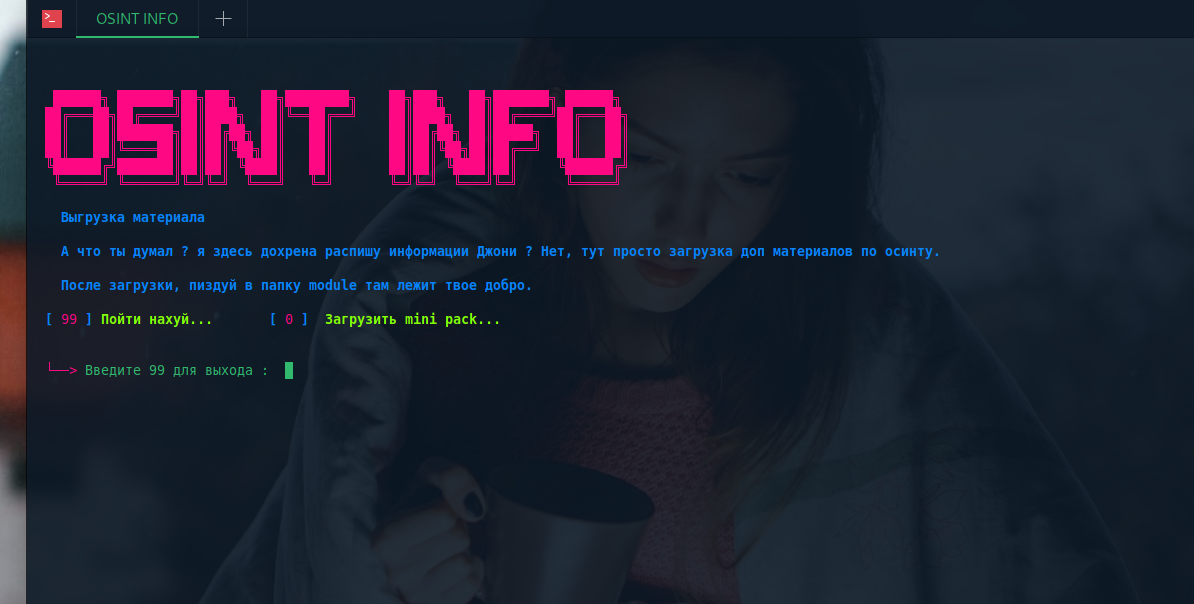 OSINT INFO
OSINT INFO
Выгрузка материала
А что ты думал ? я здесь дохрена распишу информации Джони ? Нет, тут просто загрузка доп материалов по осинту.
После загрузки, пиздуй в папку module там лежит твое добро.
[ 99 ] Пойти нахуй... [ 0 ] Загрузить mini pack...
└──> Введите 99 для выхода :